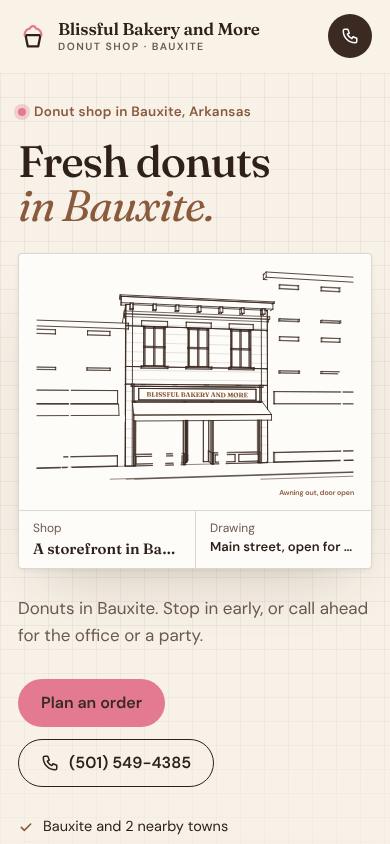 Blissful Bakery and More
DONUT SHOP · BAUXITE
Donut shop in Bauxite, Arkansas
Fresh donuts
in Bauxite.
BLISSFUL BAKERY AND MORE
Awning out, door open
Shop
A storefront in Ba...
Drawing
Main street, open for ...
Donuts in Bauxite. Stop in early, or call ahead
for the office or a party.
Plan an order
(501) 549-4385
Bauxite and 2 nearby towns